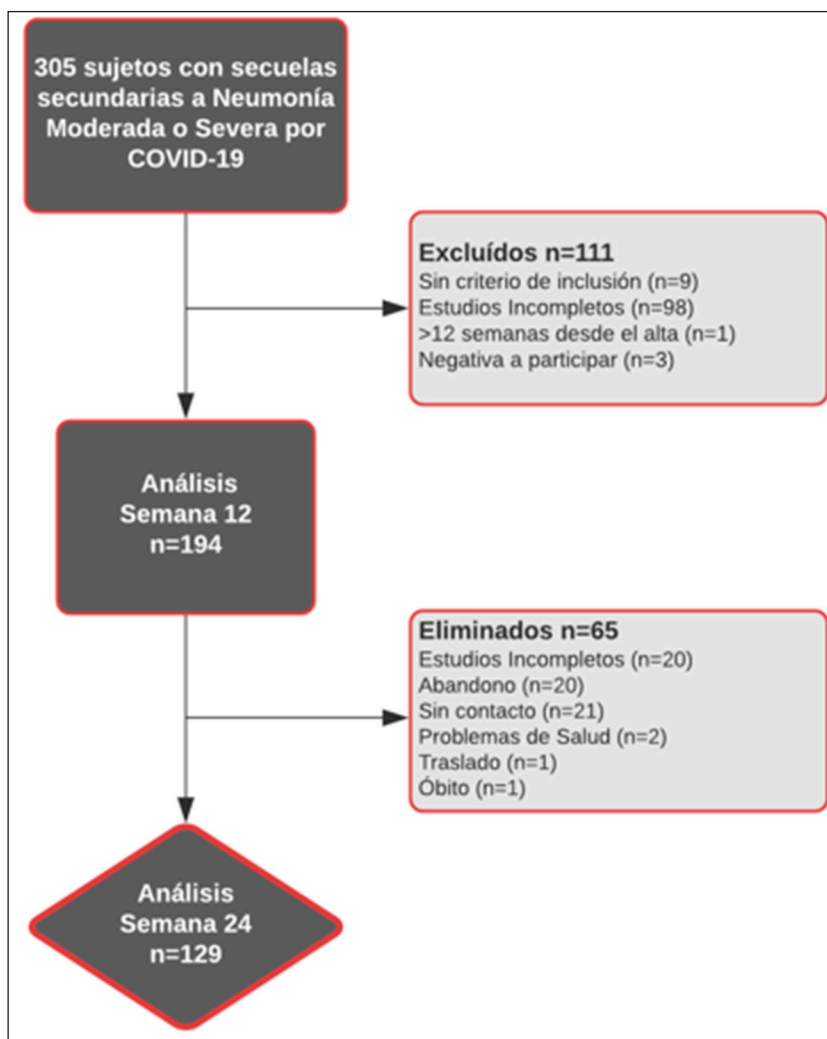 305 sujetos con secuelas
secundarias a Neumonía
Moderada o Severa por
COVID-19
Excluídos n=111
Sin criterio de inclusión (n=9)
Estudios Incompletos (n=98)
>12 semanas desde el alta (n=1)
Negativa a participar (n=3)
Análisis
Semana 12
n=194
Eliminados n=65
Estudios Incompletos (n=20)
Abandono (n=20)
Sin contacto (n=21)
Problemas de Salud (n=2)
Traslado (n=1)
Óbito (n=1)
Análisis
Semana 24
n=129